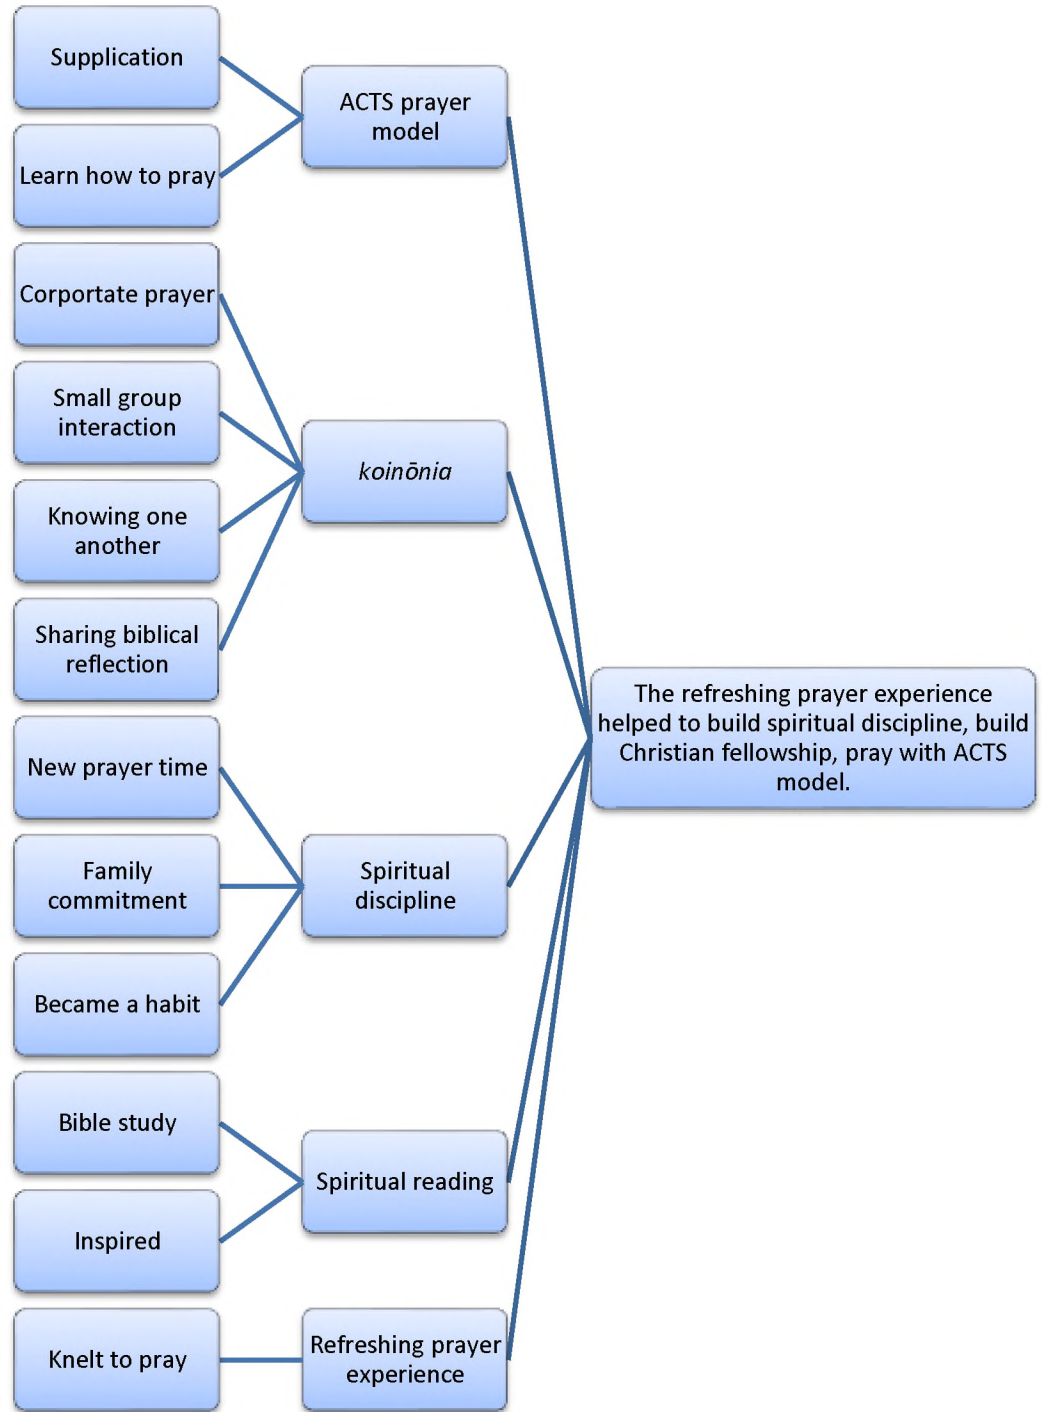 Supplication
Learn how to pray
ACTS prayer
model
Corportate prayer
Small group
interaction
Knowing one
another
Sharing biblical
reflection
koinōnia
New prayer time
Family
commitment
Became a habit
Spiritual
discipline
Bible study
Inspired
Spiritual reading
Knelt to pray
Refreshing prayer
experience
The refreshing prayer experience
helped to build spiritual discipline, build
Christian fellowship, pray with ACTS
model.